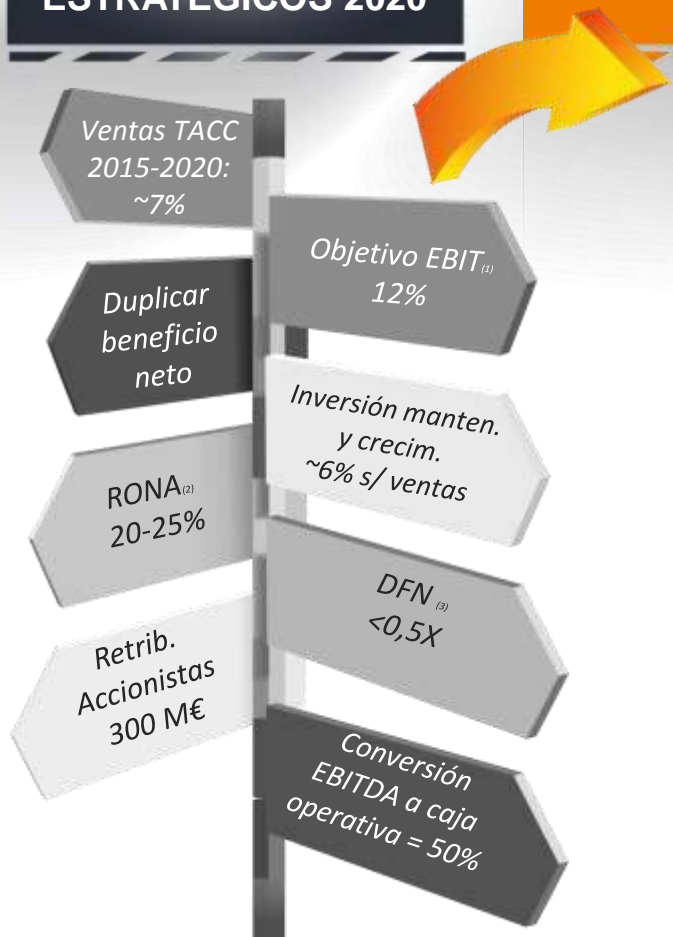 ESTRATÉGICOS 2020
Ventas TACC
2015-2020:
~7%
Objetivo EBIT(1)
12%
Duplicar
beneficio
neto
Inversión manten.
y crecim.
~6% s/ ventas
RONA(2)
20-25%
DFN (3)
<0,5X
Retrib.
Accionistas
300 M€
Conversión
EBITDA a caja
operativa = 50%